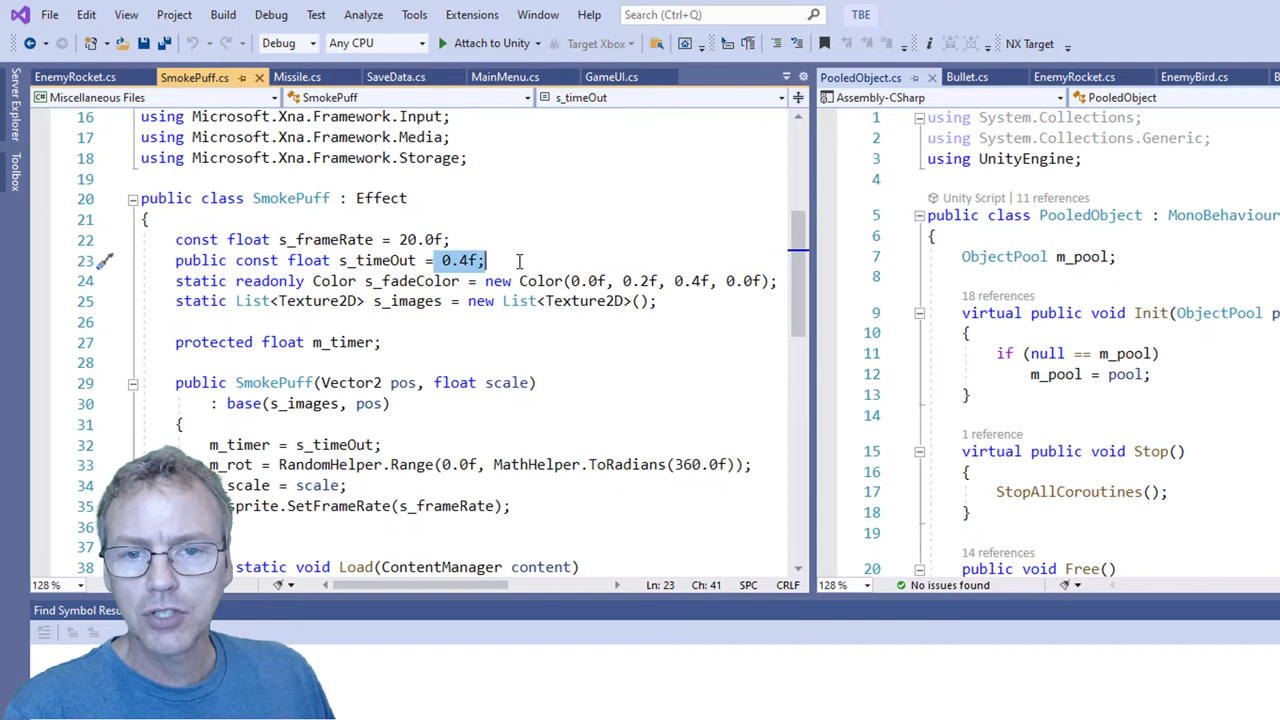 File Edit View Project Build Debug Test Analyze Tools Extensions Window Help Search (Ctrl+Q) TBE
Debug Any CPU Attach to Unity Target Xbox NX Target
Server Explorer
Toolbox
EnemyRocket.cs SmokePuff.cs Missile.cs SaveData.cs MainMenu.cs GameUI.cs
Miscellaneous Files SmokePuff s_timeOut
16 using Microsoft.Xna.Framework.Input;
17 using Microsoft.Xna.Framework.Media;
18 using Microsoft.Xna.Framework.Storage;
19
20 public class SmokePuff : Effect
21 {
22 const float s_frameRate = 20.0f;
23 public const float s_timeOut = 0.4f;
24 static readonly Color s_fadeColor = new Color(0.0f, 0.2f, 0.4f, 0.0f);
25 static List<Texture2D> s_images = new List<Texture2D>();
26
27 protected float m_timer;
28
29 public SmokePuff(Vector2 pos, float scale)
30 : base(s_images, pos)
31 {
32 m_timer = s_timeOut;
33 m_rot = RandomHelper.Range(0.0f, MathHelper.ToRadians(360.0f));
34 _scale = scale;
35 sprite.SetFrameRate(s_frameRate);
36
37
38 static void Load(ContentManager content)
128 % Ln: 23 Ch: 41 SPC CRLF
PooledObject.cs Bullet.cs EnemyRocket.cs EnemyBird.cs B
Assembly-CSharp PooledObject
1 using System.Collections;
2 using System.Collections.Generic;
3 using UnityEngine;
4
Unity Script | 11 references
5 public class PooledObject : MonoBehaviour
6 {
7 ObjectPool m_pool;
8
18 references
9 virtual public void Init(ObjectPool p
10 {
11 if (null == m_pool)
12 m_pool = pool;
13 }
14
1 reference
15 virtual public void Stop()
16 {
17 StopAllCoroutines();
18 }
19
14 references
20 public void Free()
128 % No issues found
Find Symbol Resu